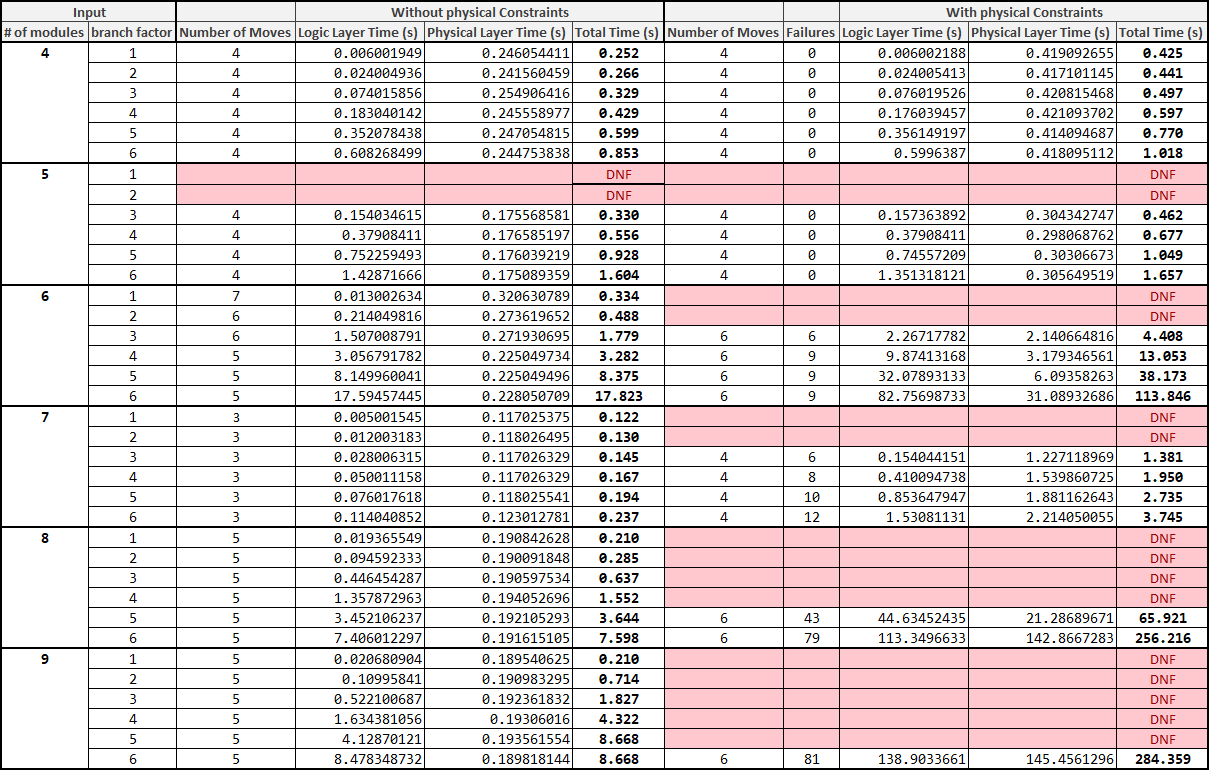 Input Without physical Constraints With physical Constraints
# of modules branch factor Number of Moves Logic Layer Time (s) Physical Layer Time (s) Total Time (s) Number of Moves Failures Logic Layer Time (s) Physical Layer Time (s) Total Time (s)
4 1 4 0.006001949 0.246054411 0.252 4 0 0.006002188 0.419092655 0.425
2 4 0.024004936 0.241560459 0.266 4 0 0.024005413 0.417101145 0.441
3 4 0.074015856 0.254906416 0.329 4 0 0.076019526 0.420815468 0.497
4 4 0.183040142 0.245558977 0.429 4 0 0.176039457 0.421093702 0.597
5 4 0.352078438 0.247054815 0.599 4 0 0.356149197 0.414094687 0.770
6 4 0.608268499 0.244753838 0.853 4 0 0.5996387 0.418095112 1.018
5 1 DNF DNF
2 DNF DNF
3 4 0.154034615 0.175568581 0.330 4 0 0.157363892 0.304342747 0.462
4 4 0.37908411 0.176585197 0.556 4 0 0.37908411 0.298068762 0.677
5 4 0.752259493 0.176039219 0.928 4 0 0.74557209 0.30306673 1.049
6 4 1.42871666 0.175089359 1.604 4 0 1.351318121 0.305649519 1.657
6 1 7 0.013002634 0.320630789 0.334 DNF
2 6 0.214049816 0.273619652 0.488 DNF
3 6 1.507008791 0.271930695 1.779 6 6 2.26717782 2.140664816 4.408
4 5 3.056791782 0.225049734 3.282 6 9 9.87413168 3.179346561 13.053
5 5 8.149960041 0.225049496 8.375 6 9 32.07893133 6.09358263 38.173
6 5 17.59457445 0.228050709 17.823 6 9 82.75698733 31.08932686 113.846
7 1 3 0.005001545 0.117025375 0.122 DNF
2 3 0.012003183 0.118026495 0.130 DNF
3 3 0.028006315 0.117026329 0.145 4 6 0.154044151 1.227118969 1.381
4 3 0.050011158 0.117026329 0.167 4 8 0.410094738 1.539860725 1.950
5 3 0.076017618 0.118025541 0.194 4 10 0.853647947 1.881162643 2.735
6 3 0.114040852 0.123012781 0.237 4 12 1.53081131 2.214050055 3.745
8 1 5 0.019365549 0.190842628 0.210 DNF
2 5 0.094592333 0.190091848 0.285 DNF
3 5 0.446454287 0.190597534 0.637 DNF
4 5 1.357872963 0.194052696 1.552 DNF
5 5 3.452106237 0.192105293 3.644 6 43 44.63452435 21.28689671 65.921
6 5 7.406012297 0.191615105 7.598 6 79 113.3496633 142.8667283 256.216
9 1 5 0.020680904 0.189540625 0.210 DNF
2 5 0.10995841 0.190983295 0.714 DNF
3 5 0.522100687 0.192361832 1.827 DNF
4 5 1.634381056 0.19306016 4.322 DNF
5 5 4.12870121 0.193561554 8.668 DNF
6 5 8.478348732 0.189818144 8.668 6 81 138.9033661 145.4561296 284.359